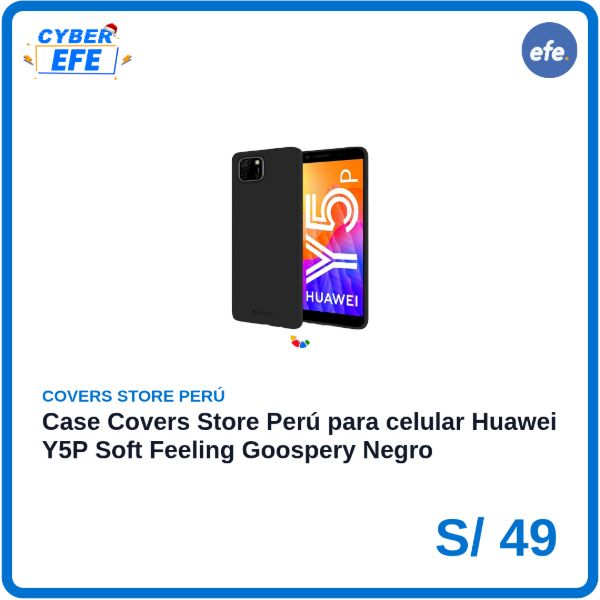 CYBER
EFE
efe.
Y5P
HUAWEI
COVERS STORE PERÚ
Case Covers Store Perú para celular Huawei
Y5P Soft Feeling Goospery Negro
S/ 49